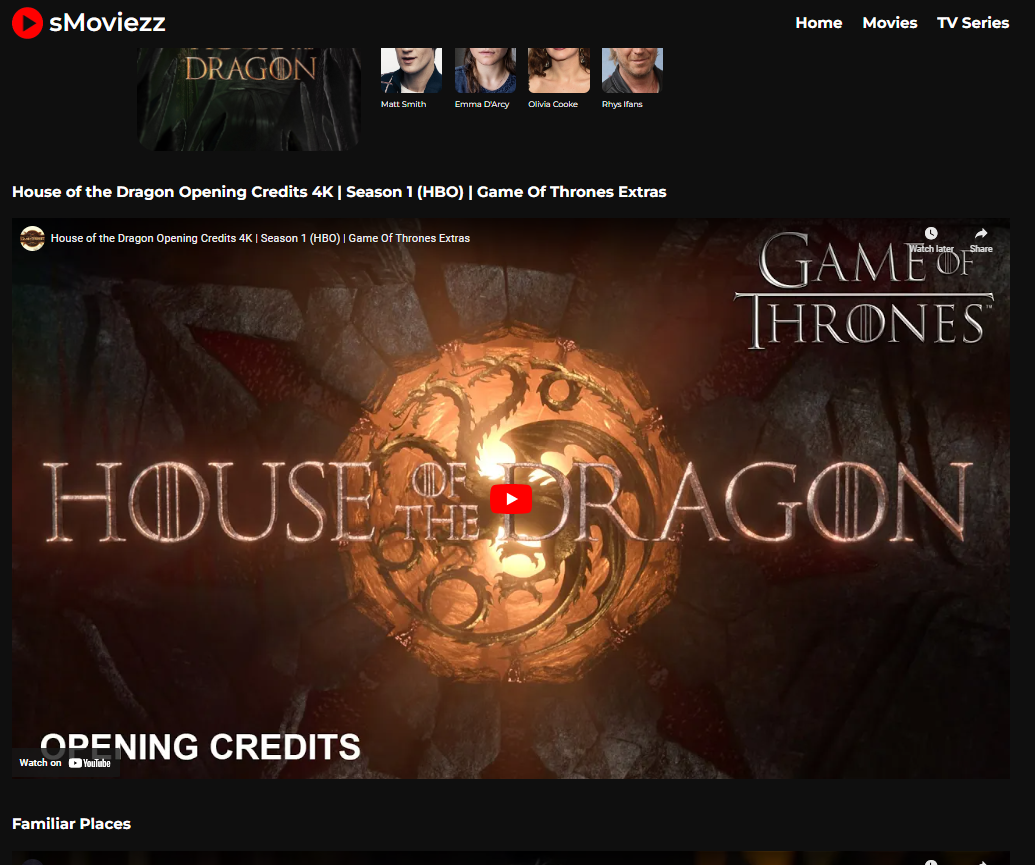 sMoviezz
Home Movies TV Series
DRAGON
Matt Smith Emma D'Arcy Olivia Cooke Rhys Ifans
House of the Dragon Opening Credits 4K | Season 1 (HBO) | Game Of Thrones Extras
House of the Dragon Opening Credits 4K | Season 1 (HBO) | Game Of Thrones Extras
Watch later Share
GAME OF
THRONES™
HOUSE OF THE DRAGON
OPENING CREDITS
Watch on YouTube
Familiar Places